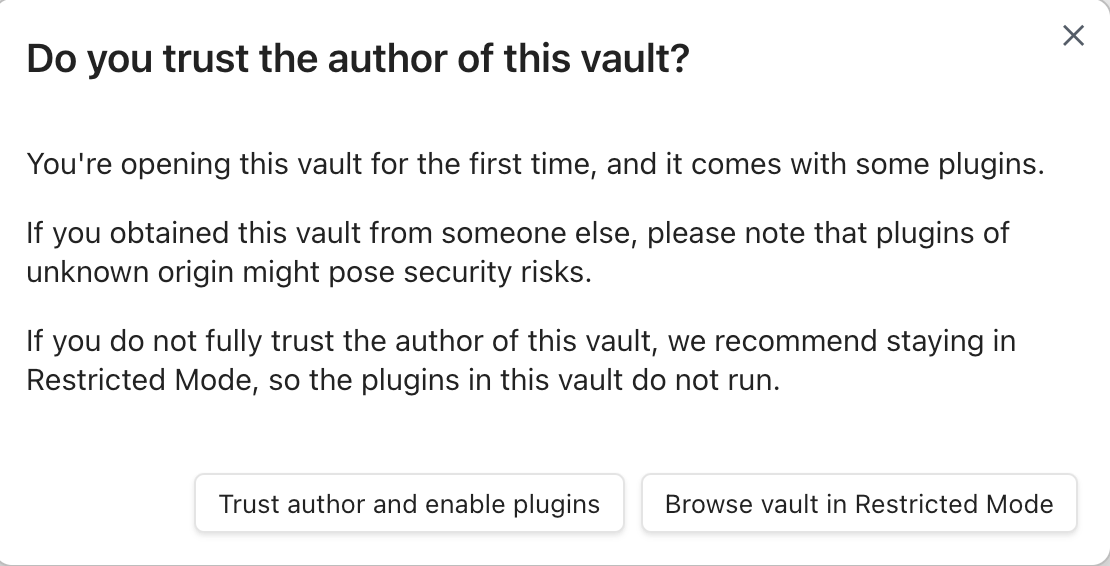 Do you trust the author of this vault?
You're opening this vault for the first time, and it comes with some plugins.
If you obtained this vault from someone else, please note that plugins of
unknown origin might pose security risks.
If you do not fully trust the author of this vault, we recommend staying in
Restricted Mode, so the plugins in this vault do not run.
Trust author and enable plugins
Browse vault in Restricted Mode